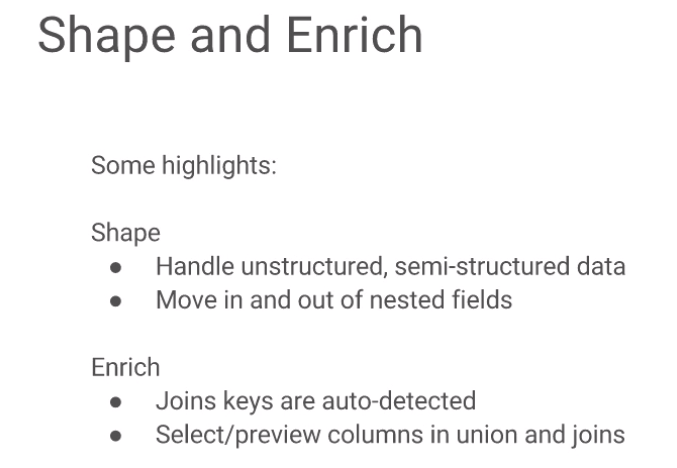 Shape and Enrich
Some highlights:
Shape
● Handle unstructured, semi-structured data
● Move in and out of nested fields
Enrich
● Joins keys are auto-detected
● Select/preview columns in union and joins